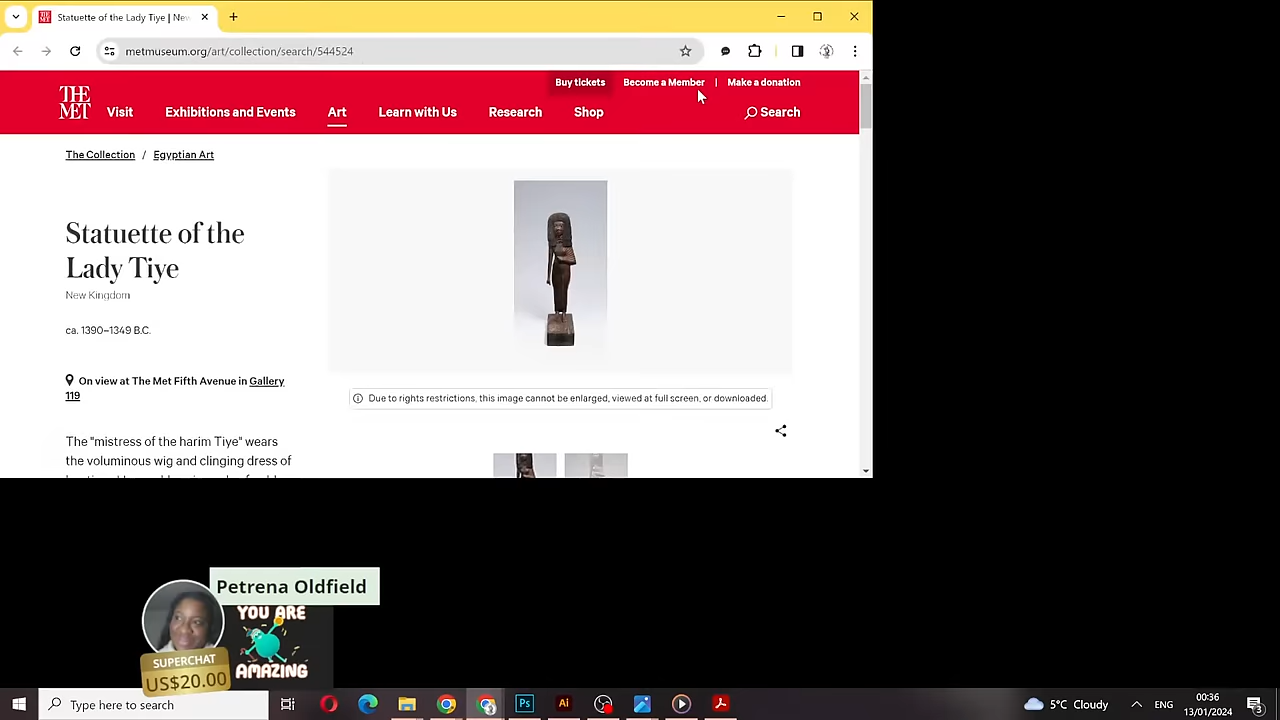 Statuette of the Lady Tiye | New
metmuseum.org/art/collection/search/544524
Buy tickets
Become a Member | Make a donation
THE MET
Visit
Exhibitions and Events
Art
Learn with Us
Research
Shop
Search
The Collection / Egyptian Art
Statuette of the
Lady Tiye
New Kingdom
ca. 1390–1349 B.C.
On view at The Met Fifth Avenue in Gallery
119
Due to rights restrictions, this image cannot be enlarged, viewed at full screen, or downloaded.
The "mistress of the harim Tiye" wears
the voluminous wig and clinging dress of
Petrena Oldfield
YOU ARE
AMAZING
SUPERCHAT
US$20.00
Type here to search
Ps
Ai
5°C Cloudy
ENG
00:36
13/01/2024
3